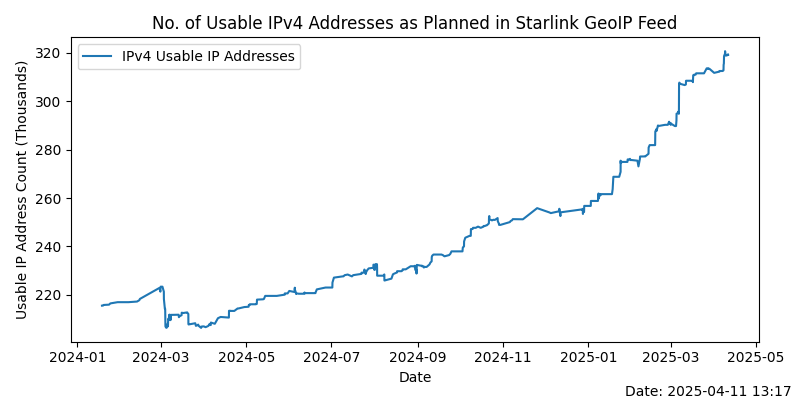 No. of Usable IPv4 Addresses as Planned in Starlink GeoIP Feed
IPv4 Usable IP Addresses
Usable IP Address Count (Thousands)
320
300
280
260
240
220
2024-01 2024-03 2024-05 2024-07 2024-09 2024-11 2025-01 2025-03 2025-05
Date
Date: 2025-04-11 13:17